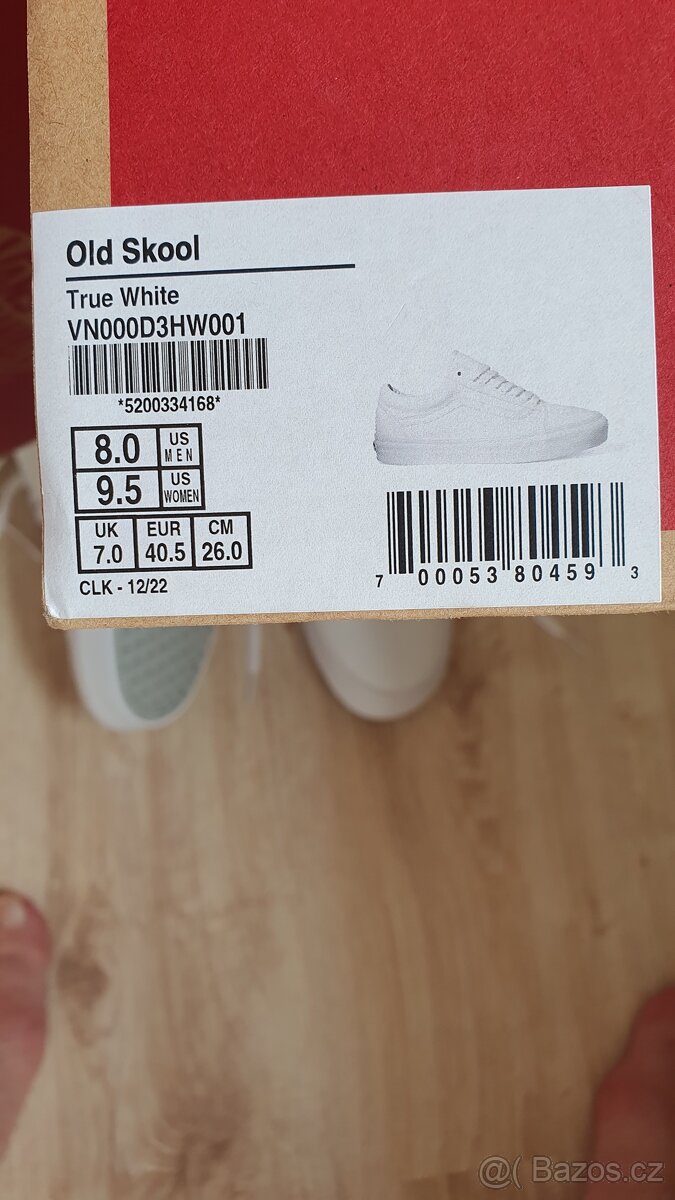 Old Skool
True White
VN000D3HW001
*5200334168*
8.0 US MEN
9.5 US WOMEN
UK EUR CM
7.0 40.5 26.0
CLK - 12/22
7 00053 80459 3
@( Bazos.cz